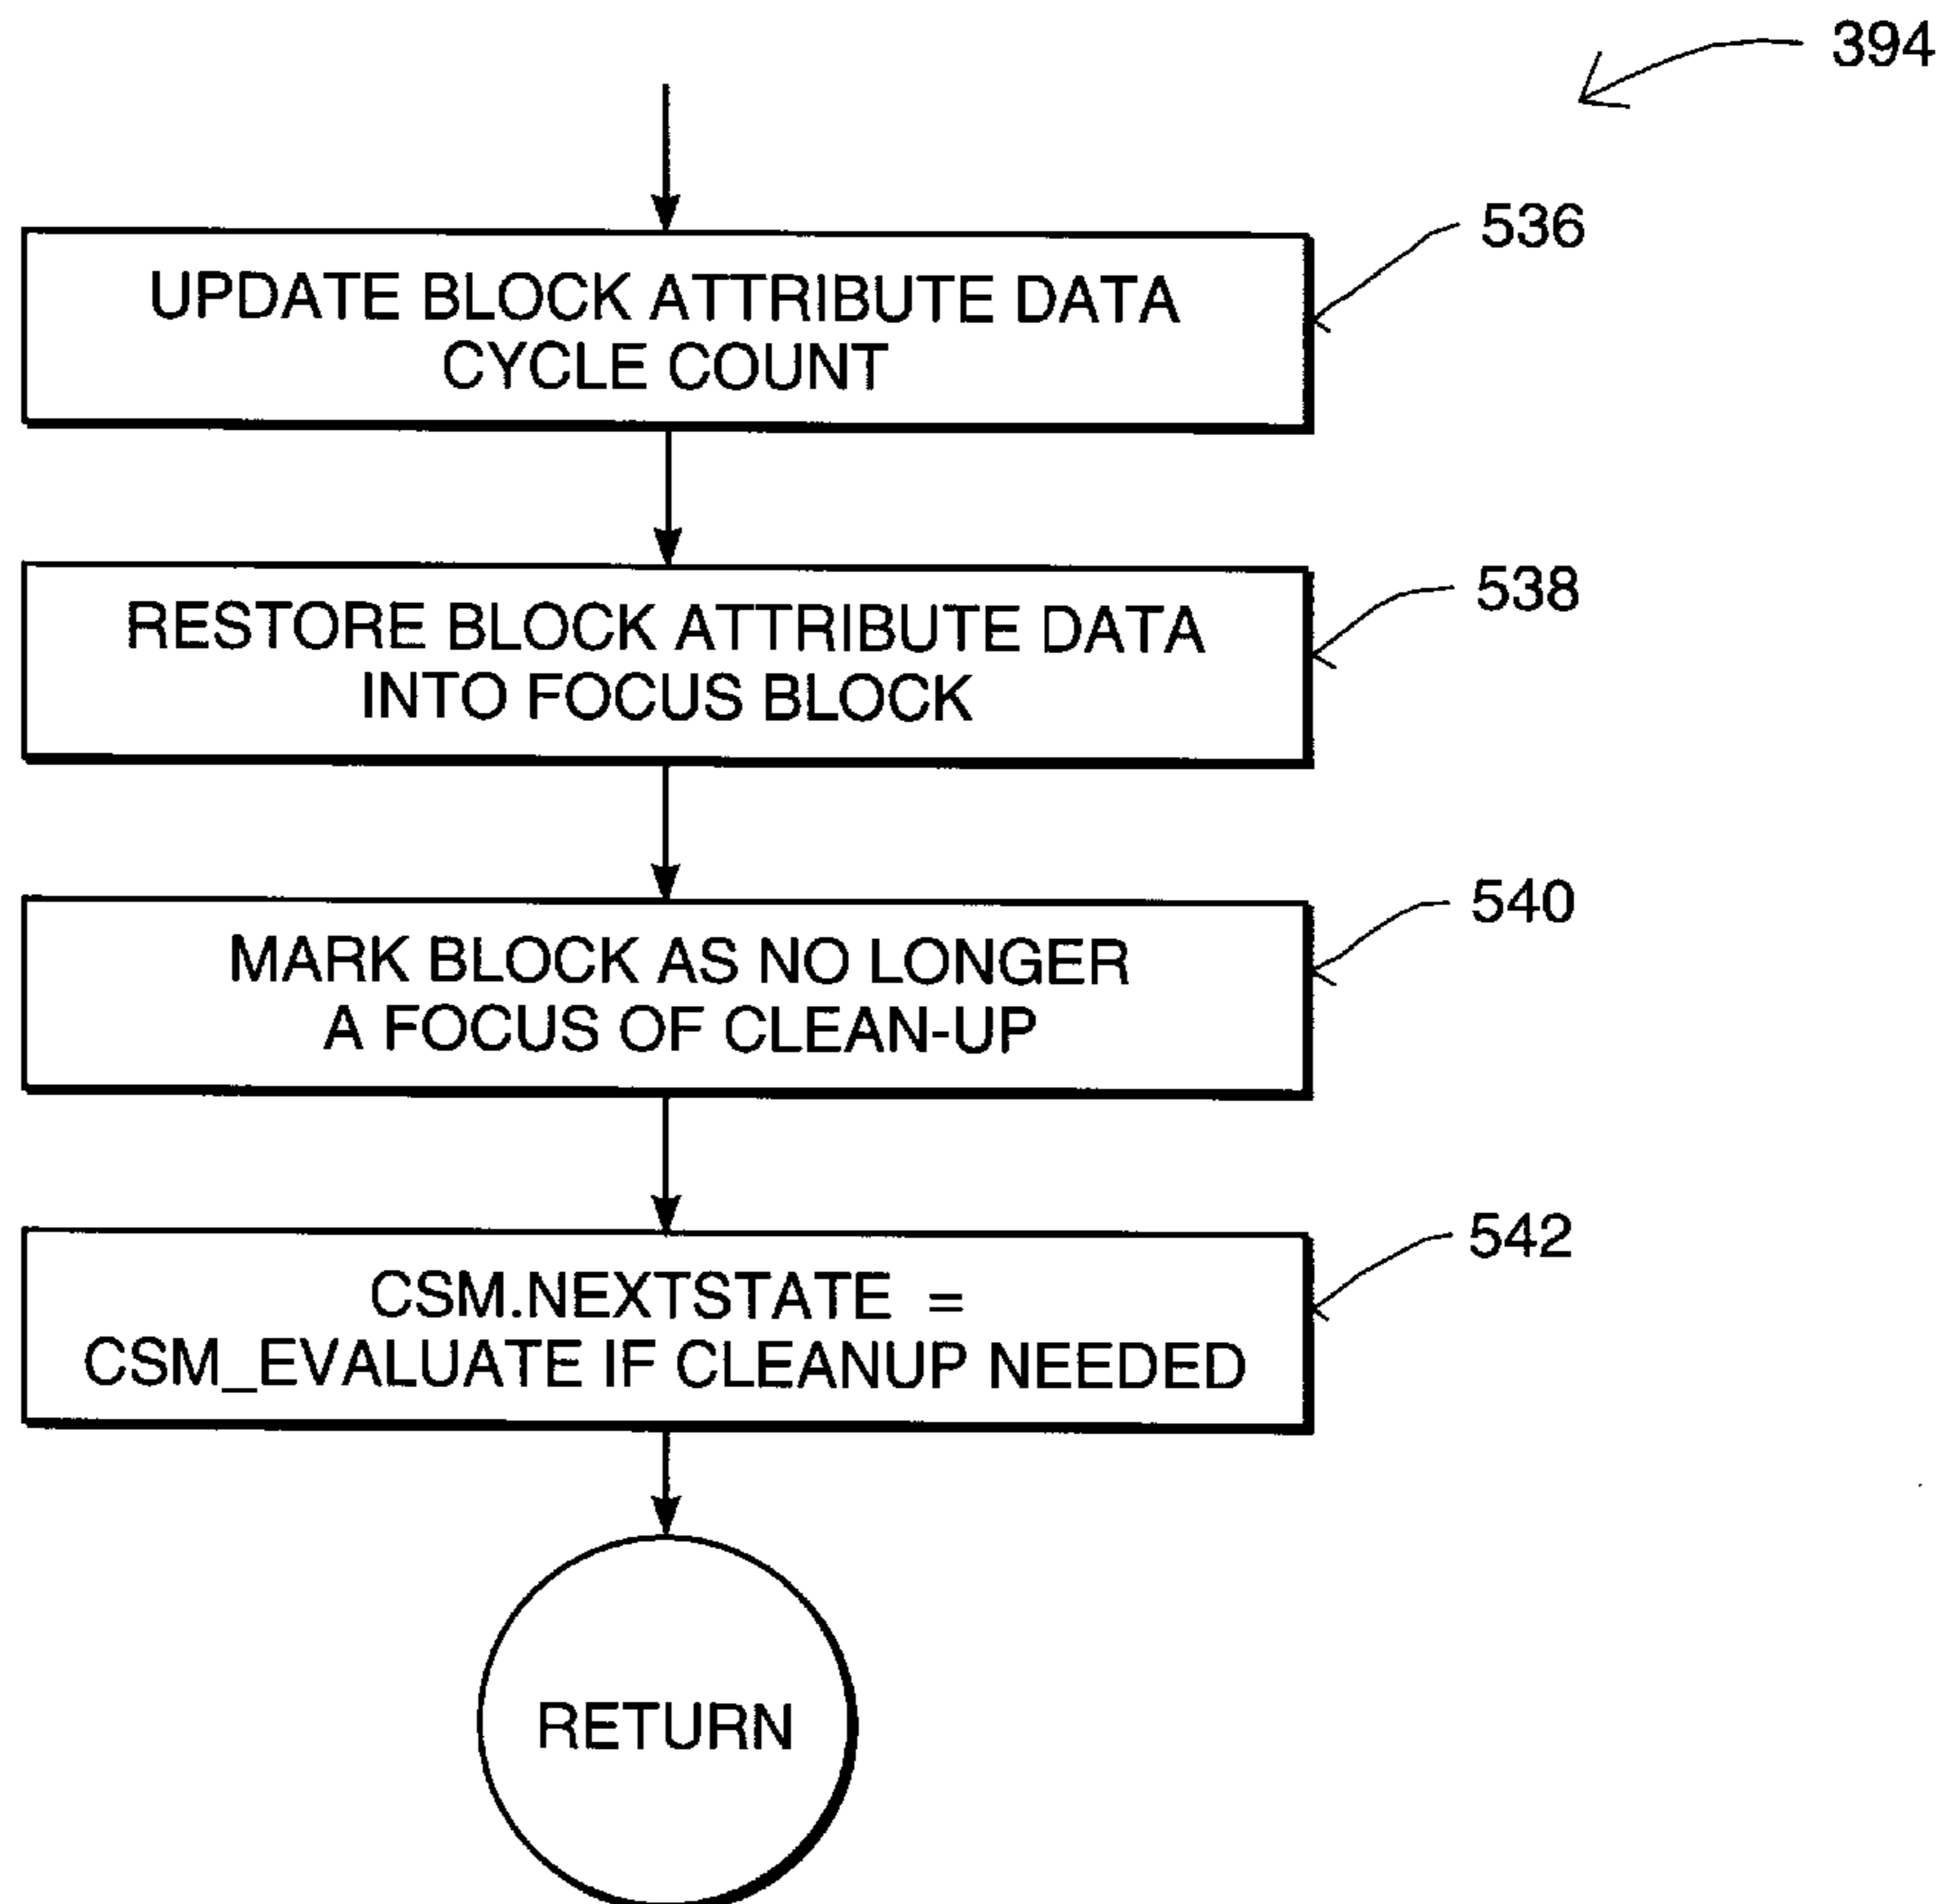 394
536
UPDATE BLOCK ATTRIBUTE DATA
CYCLE COUNT
538
RESTORE BLOCK ATTRIBUTE DATA
INTO FOCUS BLOCK
540
MARK BLOCK AS NO LONGER
A FOCUS OF CLEAN-UP
542
CSM.NEXTSTATE =
CSM_EVALUATE IF CLEANUP NEEDED
RETURN